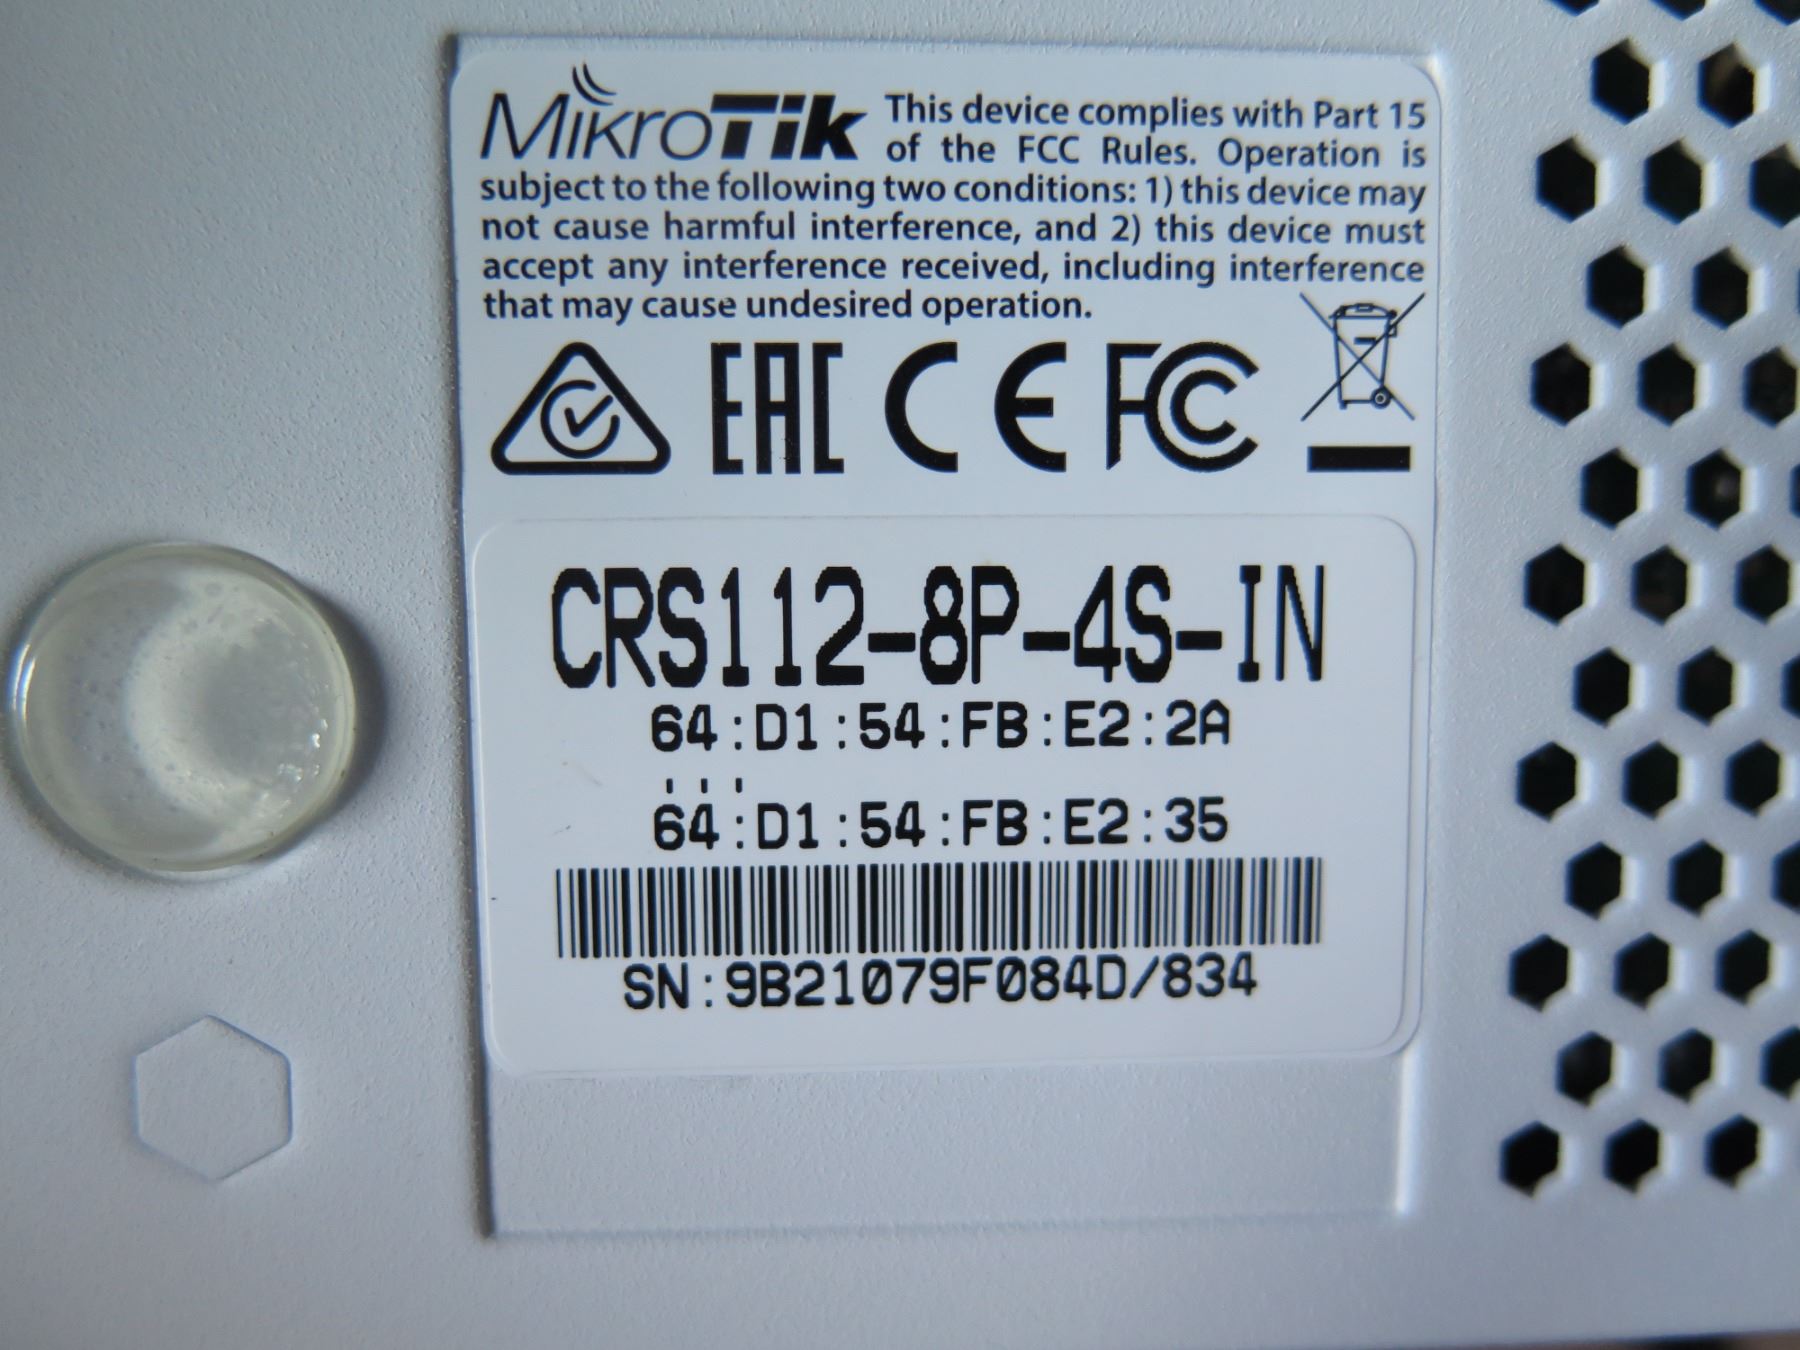 MikroTik This device complies with Part 15
of the FCC Rules. Operation is
subject to the following two conditions: 1) this device may
not cause harmful interference, and 2) this device must
accept any interference received, including interference
that may cause undesired operation.
EAC CE FC
CRS112-8P-4S-IN
64:D1:54:FB:E2:2A
...
64:D1:54:FB:E2:35
SN:9B21079F084D/834